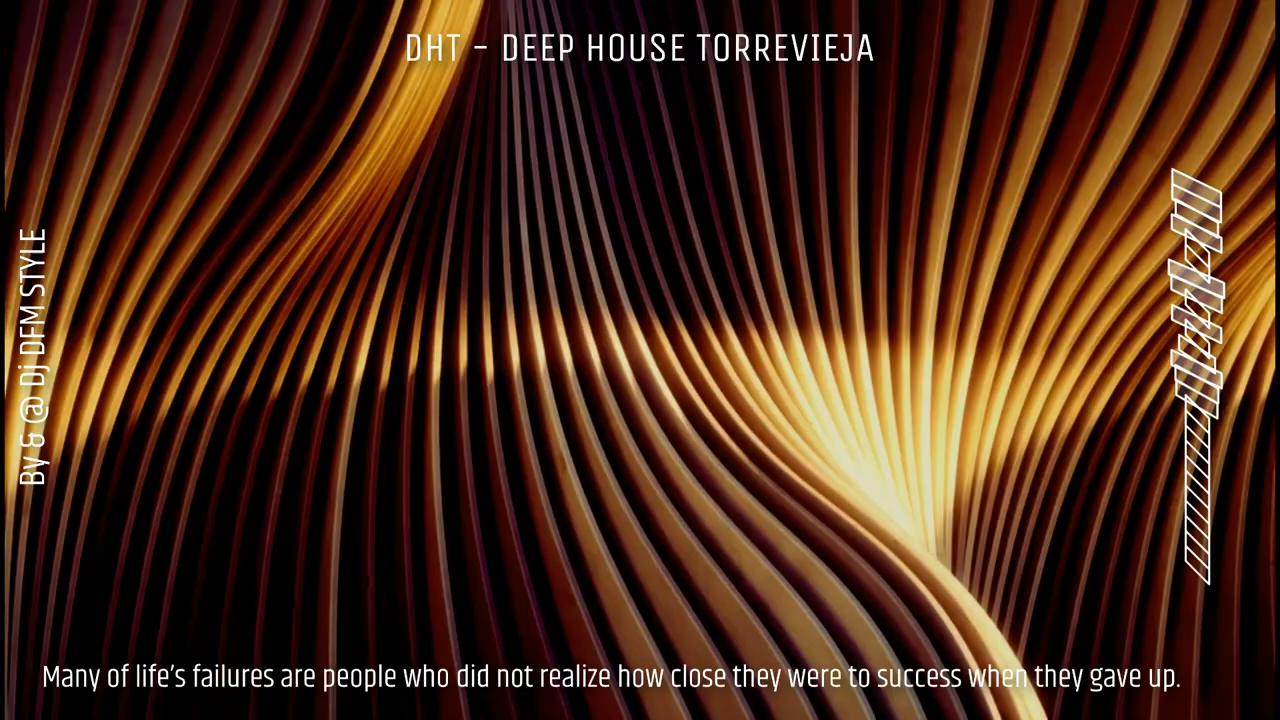 DHT - DEEP HOUSE TORREVIEJA
By & @ Dj DFM STYLE
Many of life's failures are people who did not realize how close they were to success when they gave up.